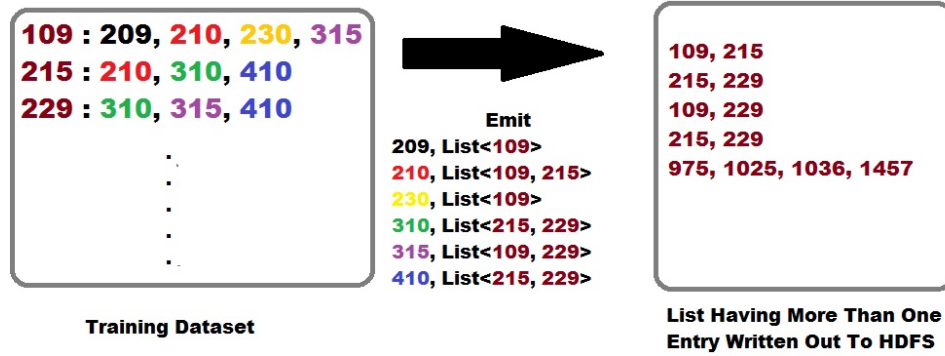 109 : 209, 210, 230, 315
215 : 210, 310, 410
229 : 310, 315, 410
.
.
.
.
.
Training Dataset
Emit
209, List<109>
210, List<109, 215>
230, List<109>
310, List<215, 229>
315, List<109, 229>
410, List<215, 229>
109, 215
215, 229
109, 229
215, 229
975, 1025, 1036, 1457
List Having More Than One
Entry Written Out To HDFS